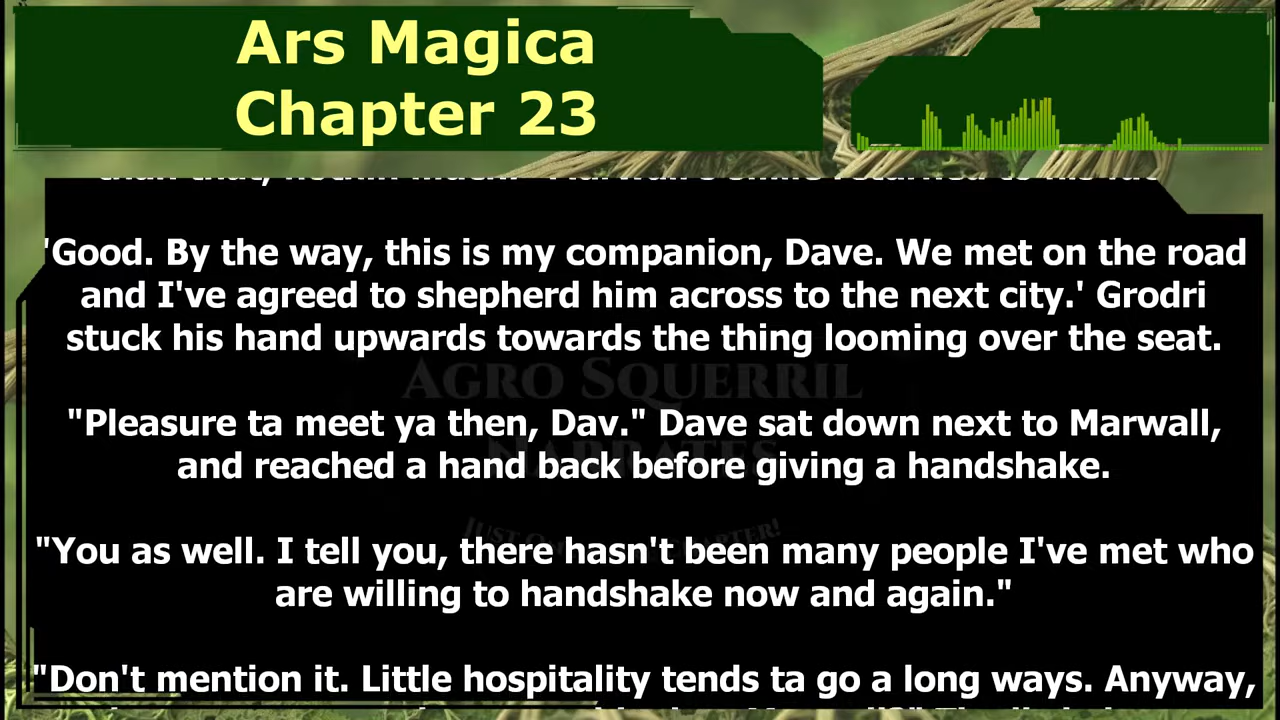 Ars Magica
Chapter 23
'Good. By the way, this is my companion, Dave. We met on the road
and I've agreed to shepherd him across to the next city.' Grodri
stuck his hand upwards towards the thing looming over the seat.
Agro Squerril
Narrates
"Pleasure ta meet ya then, Dav." Dave sat down next to Marwall,
and reached a hand back before giving a handshake.
"You as well. I tell you, there hasn't been many people I've met who
are willing to handshake now and again."
"Don't mention it. Little hospitality tends ta go a long ways. Anyway,